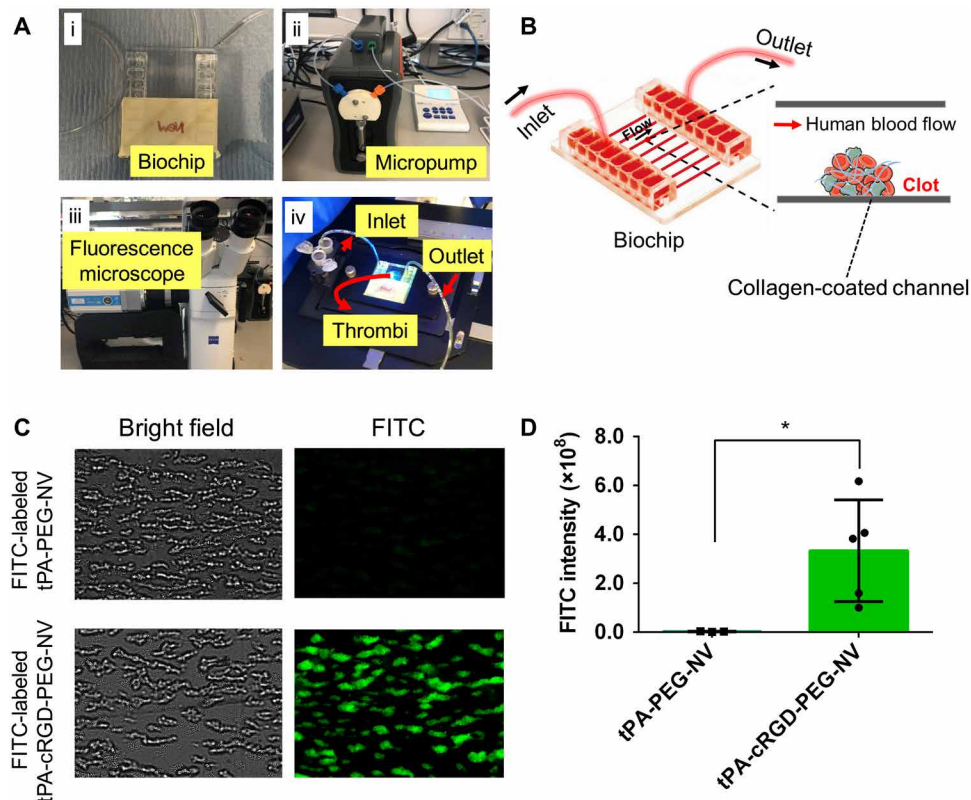 A
i
Biochip
ii
Micropump
iii
Fluorescence
microscope
iv
Inlet
Outlet
Thrombi
B
Inlet
Outlet
Flow
Biochip
Human blood flow
Clot
Collagen-coated channel
C
Bright field
FITC
FITC-labeled
tPA-PEG-NV
FITC-labeled
tPA-cRGD-PEG-NV
D
FITC intensity (×10⁸)
8.0
6.0
4.0
2.0
0.0
*
tPA-PEG-NV
tPA-cRGD-PEG-NV